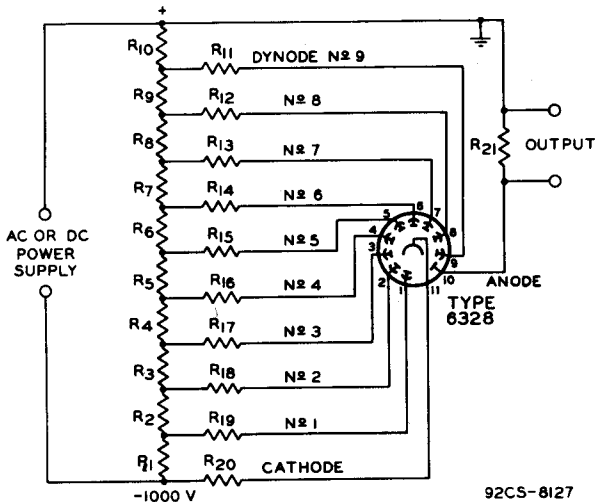 +
R10
R11
DYNODE Nº 9
R9
R12
Nº 8
R8
R13
Nº 7
R21
OUTPUT
R7
R14
Nº 6
5
6
7
R6
R15
Nº 5
4
8
AC OR DC
POWER
SUPPLY
3
9
R5
R16
Nº 4
2
1
11
10
ANODE
TYPE
6328
R4
R17
Nº 3
R3
R18
Nº 2
R2
R19
Nº 1
R1
R20
CATHODE
-1000 V
92CS-8127